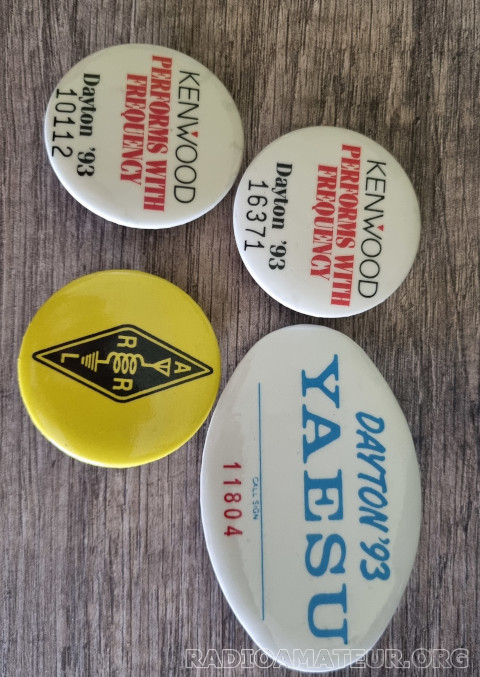 KENWOOD
PERFORMS WITH
FREQUENCY
Dayton '93
10112
KENWOOD
PERFORMS WITH
FREQUENCY
Dayton '93
16371
A
R R
L
DAYTON '93
YAESU
CALL SIGN
11804
RADIOAMATEUR.ORG